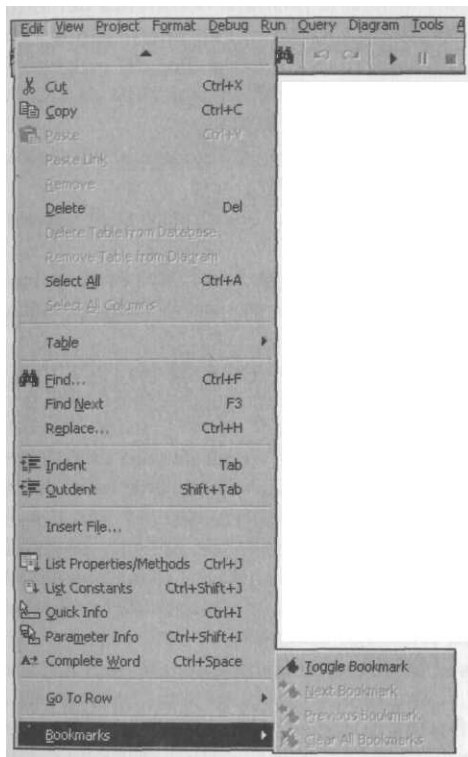 Edit View Project Format Debug Run Query Diagram Tools A
Cut Ctrl+X
Copy Ctrl+C
Paste Ctrl+V
Paste Link
Remove
Delete Del
Delete Table from Database
Remove Table from Diagram
Select All Ctrl+A
Select All Columns
Table
Find... Ctrl+F
Find Next F3
Replace... Ctrl+H
Indent Tab
Outdent Shift+Tab
Insert File...
List Properties/Methods Ctrl+J
List Constants Ctrl+Shift+J
Quick Info Ctrl+I
Parameter Info Ctrl+Shift+I
Complete Word Ctrl+Space
Go To Row
Bookmarks
Toggle Bookmark
Next Bookmark
Previous Bookmark
Clear All Bookmarks